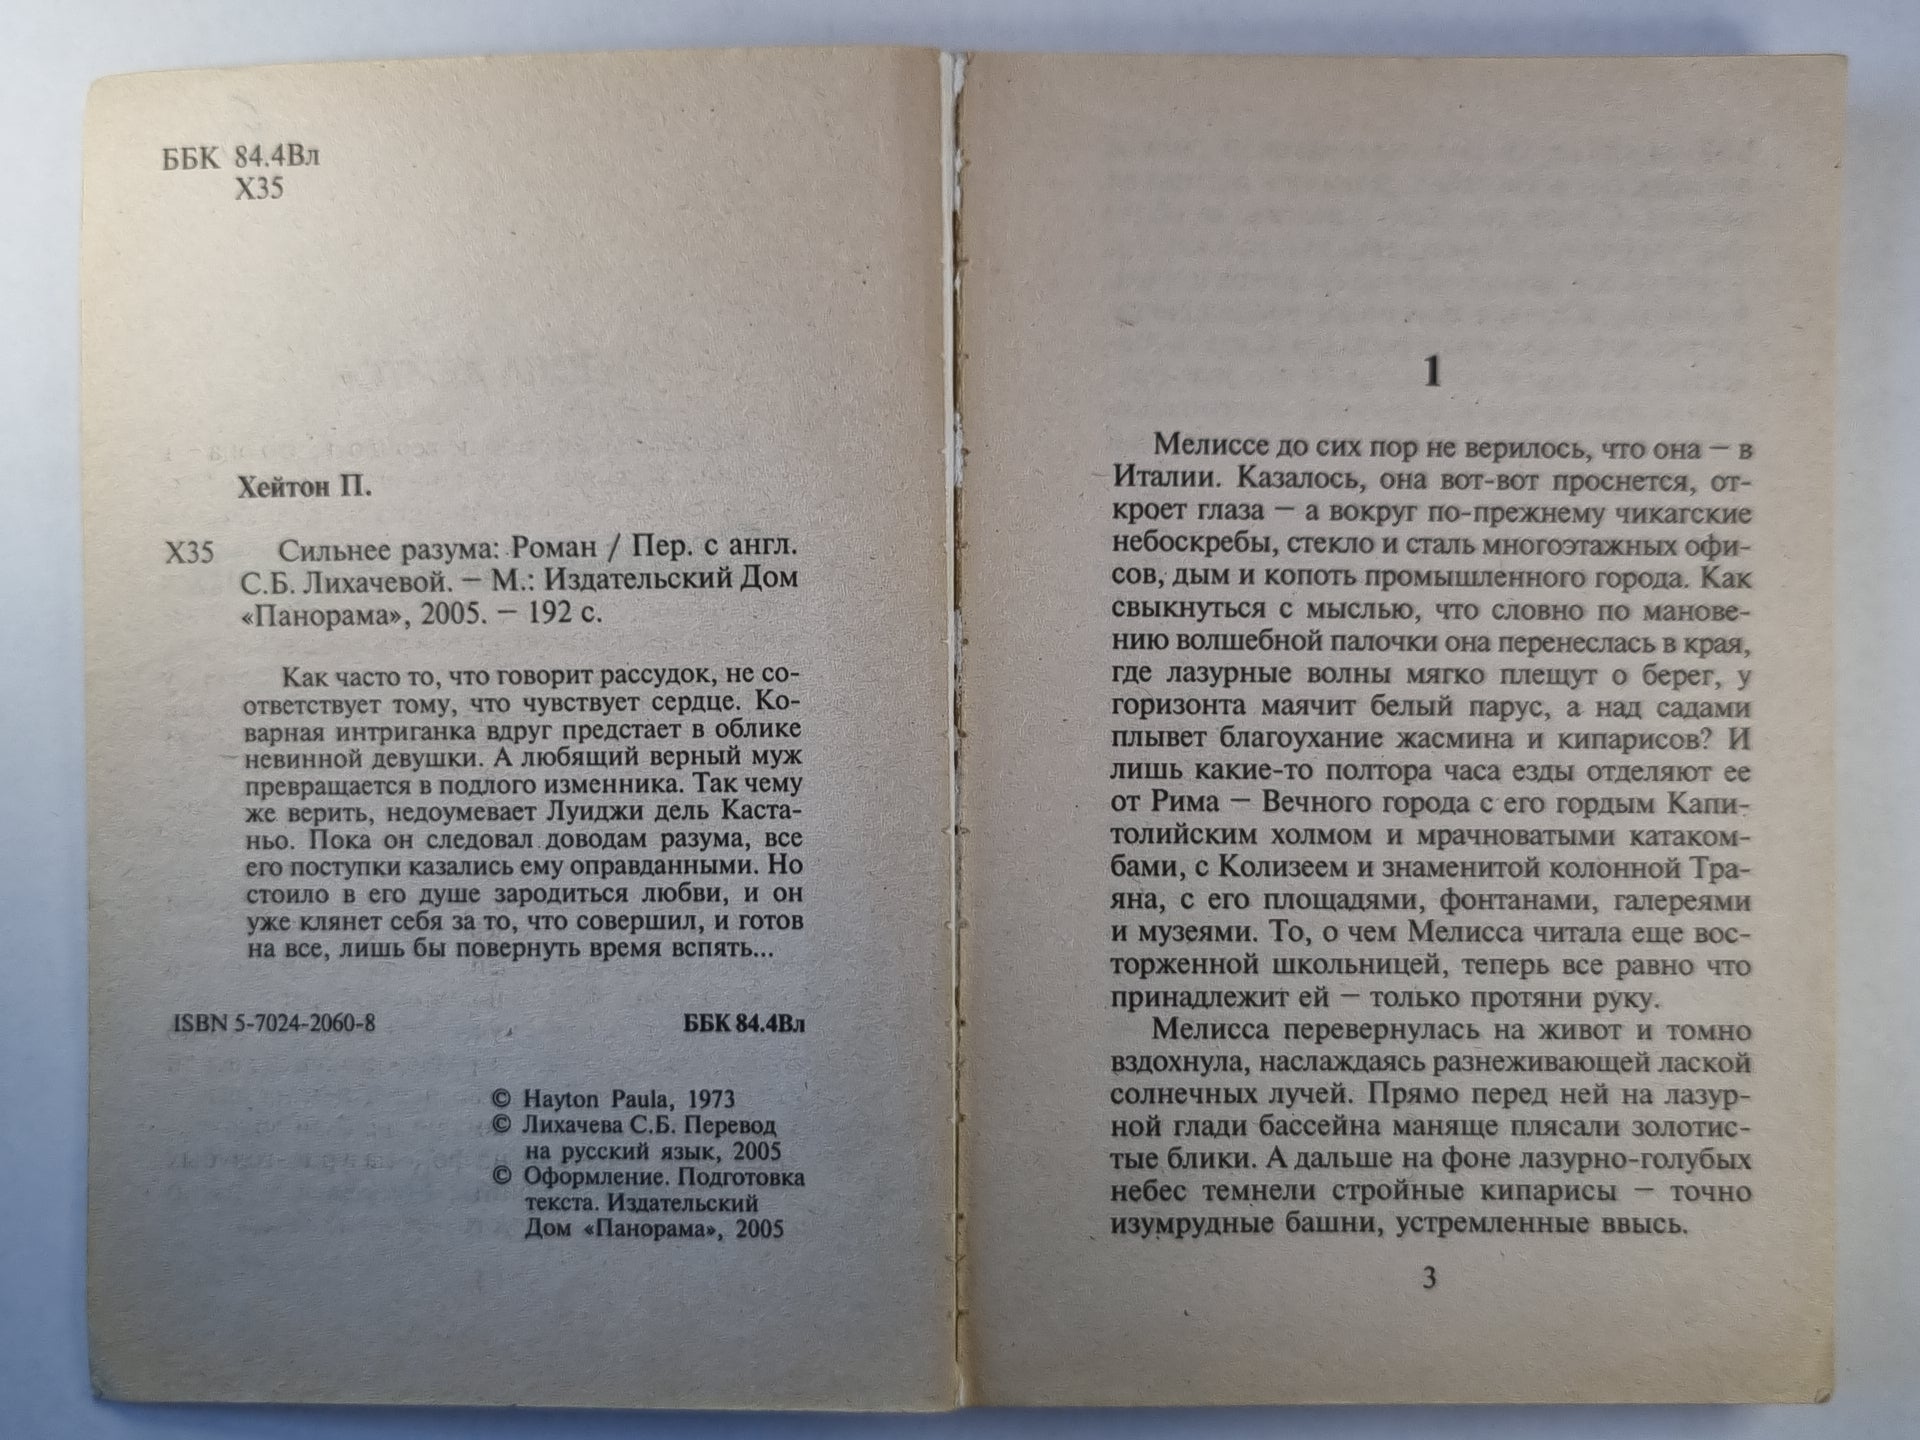 ББК 84.4Вл
Х35
Хейтон П.
Х35 Сильнее разума: Роман / Пер. с англ.
С.Б. Лихачевой. — М.: Издательский Дом
«Панорама», 2005. — 192 с.
Как часто то, что говорит рассудок, не со-
ответствует тому, что чувствует сердце. Ко-
варная интриганка вдруг предстает в облике
невинной девушки. А любящий верный муж
превращается в подлого изменника. Так чему
же верить, недоумевает Луиджи дель Каста-
ньо. Пока он следовал доводам разума, все
его поступки казались ему оправданными. Но
стоило в его душе зародиться любви, и он
уже клянет себя за то, что совершил, и готов
на все, лишь бы повернуть время вспять...
ISBN 5-7024-2060-8 ББК 84.4Вл
© Hayton Paula, 1973
© Лихачева С.Б. Перевод
на русский язык, 2005
© Оформление. Подготовка
текста. Издательский
Дом «Панорама», 2005
1
Мелиссе до сих пор не верилось, что она — в
Италии. Казалось, она вот-вот проснется, от-
кроет глаза — а вокруг по-прежнему чикагские
небоскребы, стекло и сталь многоэтажных офи-
сов, дым и копоть промышленного города. Как
свыкнуться с мыслью, что словно по манове-
нию волшебной палочки она перенеслась в края,
где лазурные волны мягко плещут о берег, у
горизонта маячит белый парус, а над садами
плывет благоухание жасмина и кипарисов? И
лишь какие-то полтора часа езды отделяют ее
от Рима — Вечного города с его гордым Капи-
толийским холмом и мрачноватыми катаком-
бами, с Колизеем и знаменитой колонной Тра-
яна, с его площадями, фонтанами, галереями
и музеями. То, о чем Мелисса читала еще вос-
торженной школьницей, теперь все равно что
принадлежит ей — только протяни руку.
Мелисса перевернулась на живот и томно
вздохнула, наслаждаясь разнеживающей лаской
солнечных лучей. Прямо перед ней на лазур-
ной глади бассейна маняще плясали золотис-
тые блики. А дальше на фоне лазурно-голубых
небес темнели стройные кипарисы — точно
изумрудные башни, устремленные ввысь.
3